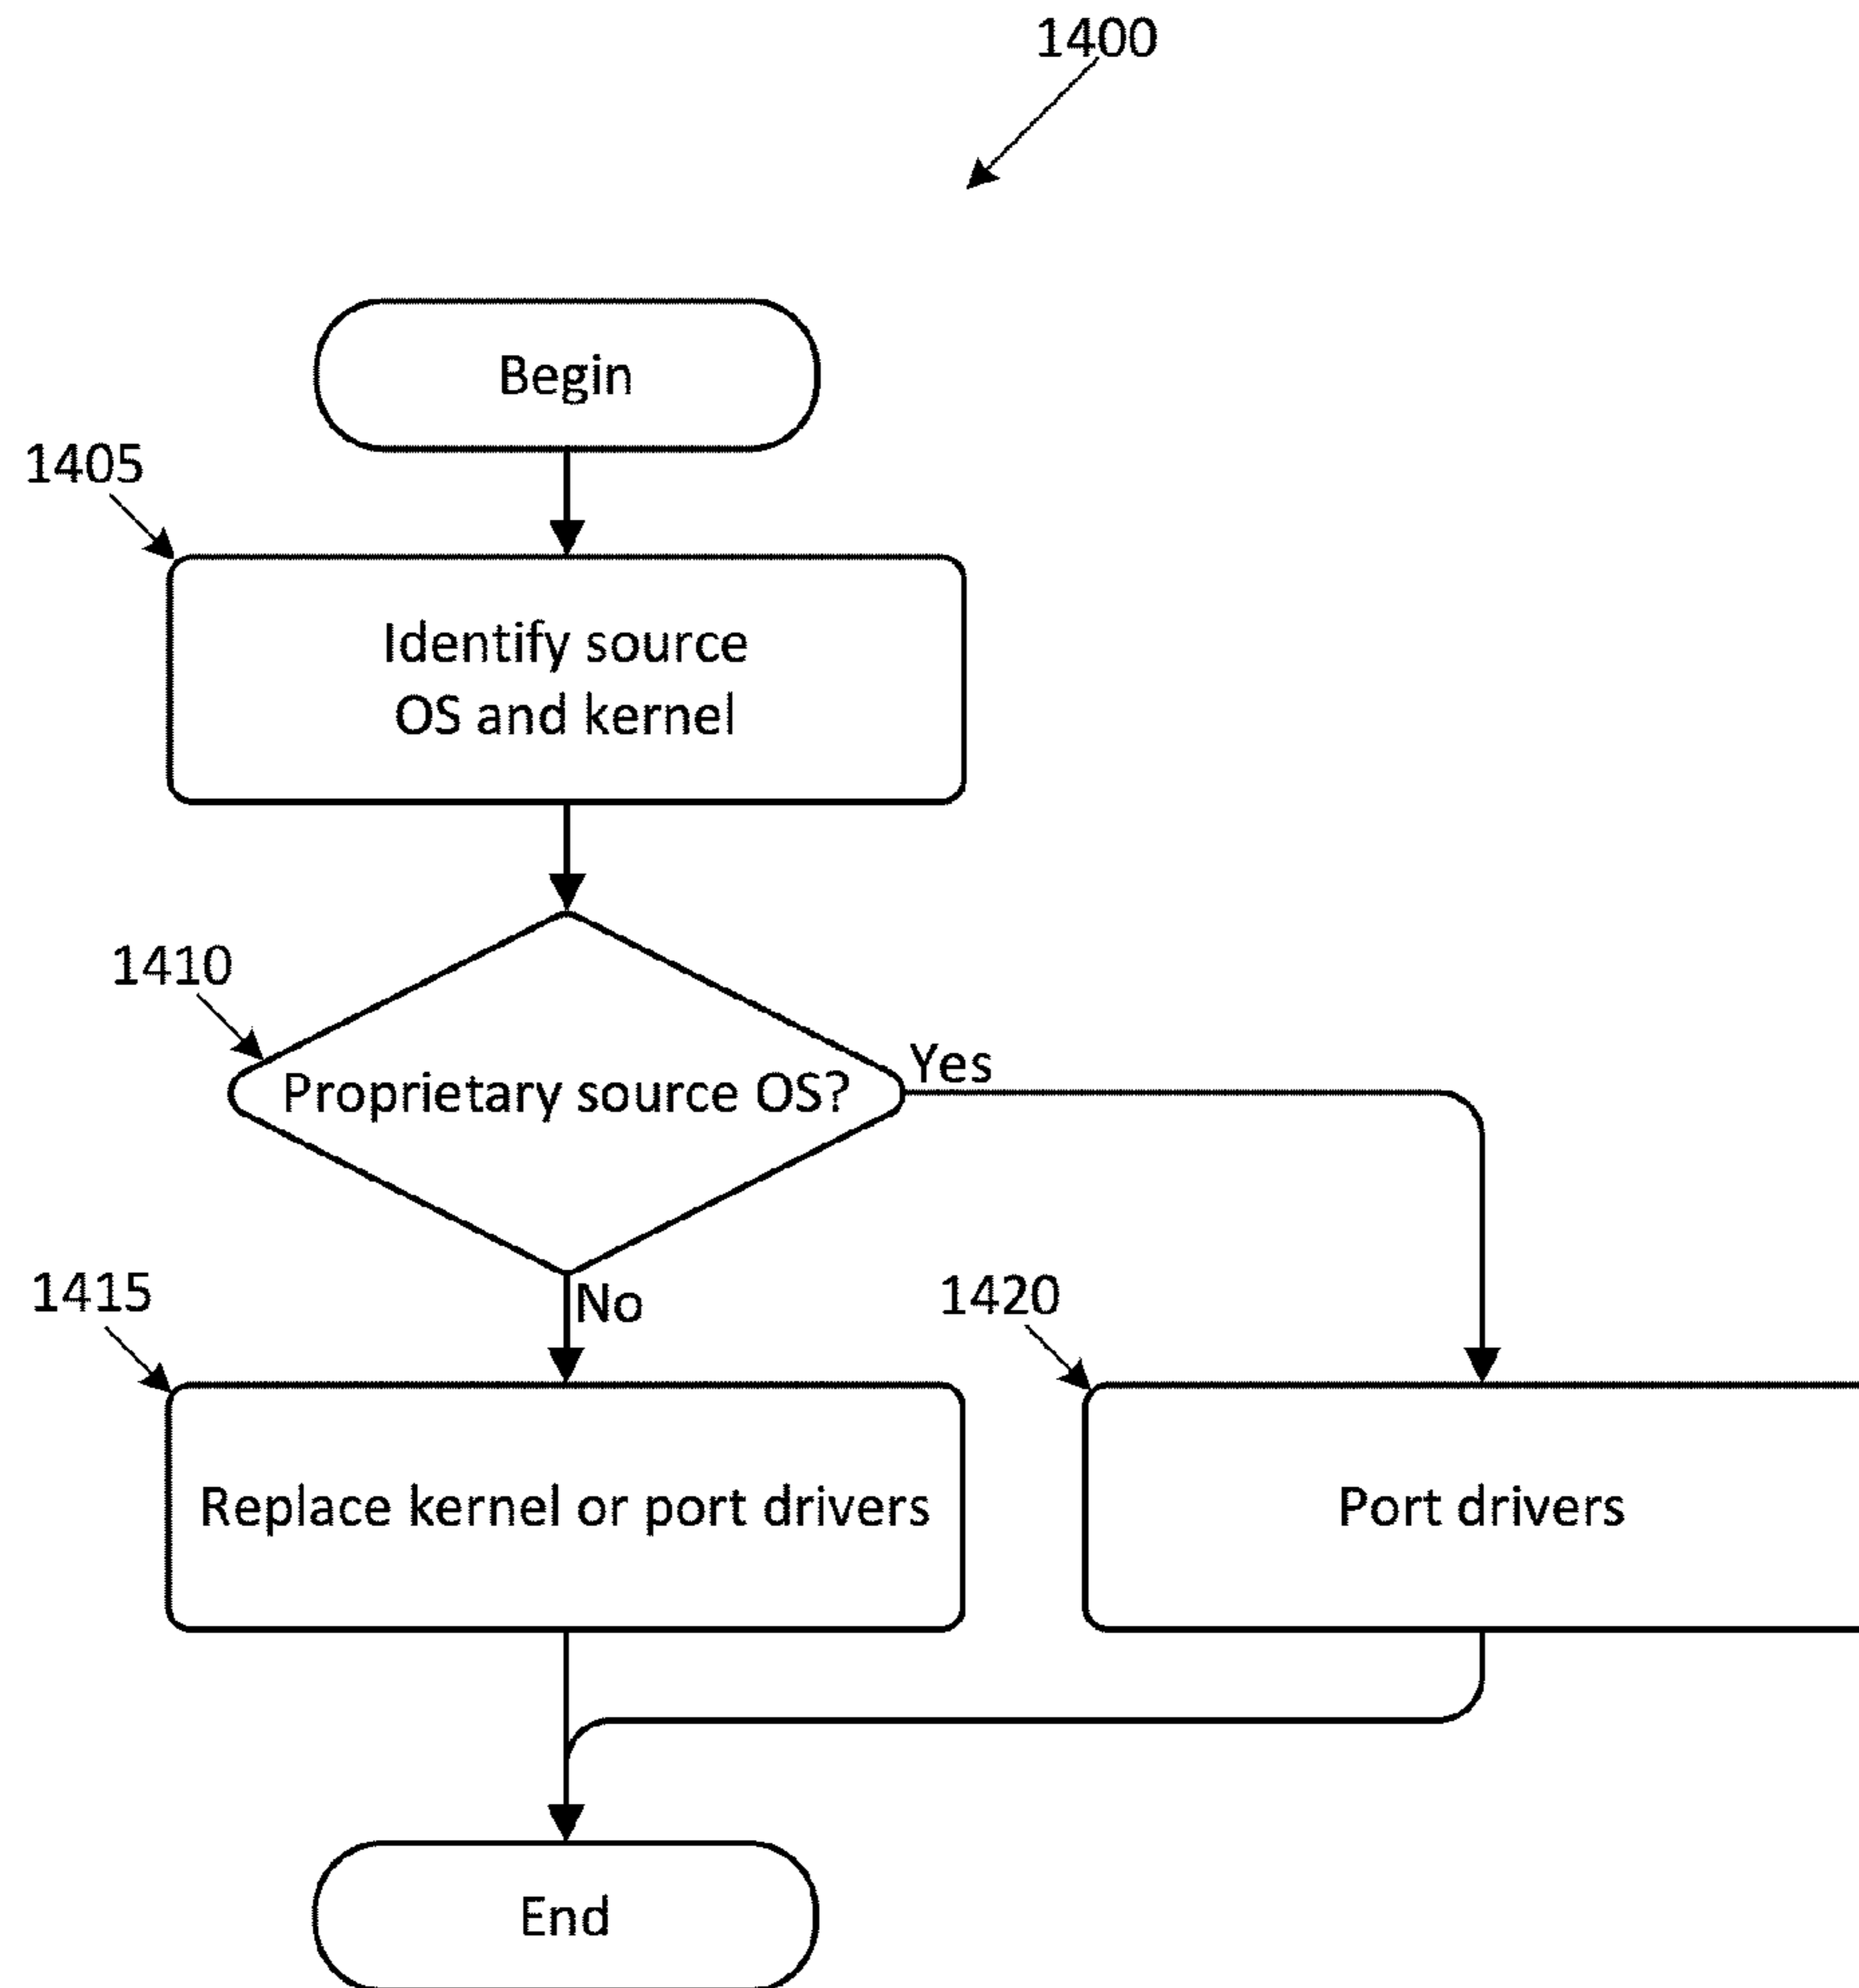 1400
Begin
1405
Identify source
OS and kernel
1410
Proprietary source OS?
Yes
No
1415
1420
Replace kernel or port drivers
Port drivers
End